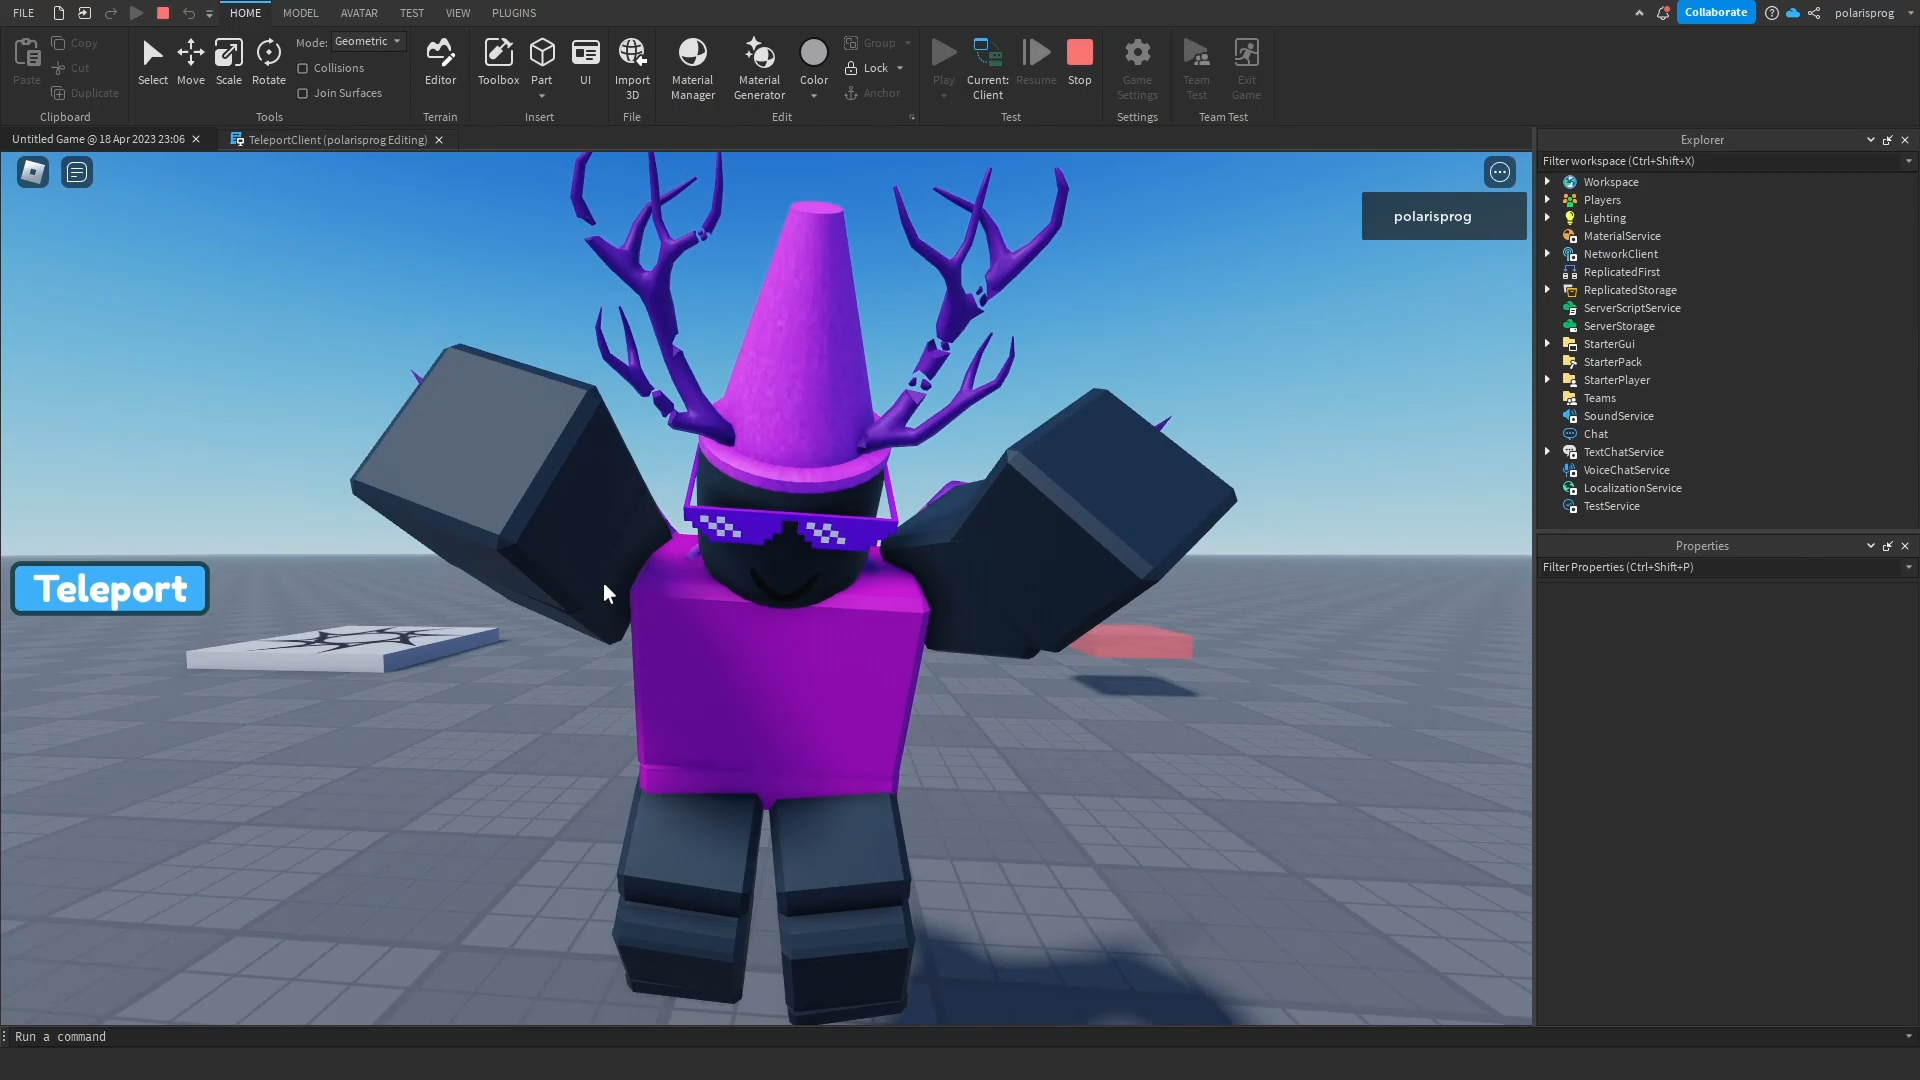 FILE HOME MODEL AVATAR TEST VIEW PLUGINS Collaborate polarisprog
Paste Copy Cut Duplicate
Clipboard
Select Move Scale Rotate Mode: Geometric
Collisions
Join Surfaces
Tools
Editor
Terrain
Toolbox Part UI
Insert
Import 3D
File
Material Manager Material Generator Color Group Lock Anchor
Edit
Play Current: Client Resume Stop
Test
Game Settings
Settings
Team Test Exit Game
Team Test
Untitled Game @ 18 Apr 2023 23:06 TeleportClient (polarisprog Editing)
polarisprog
Teleport
Explorer
Filter workspace (Ctrl+Shift+X)
Workspace
Players
Lighting
MaterialService
NetworkClient
ReplicatedFirst
ReplicatedStorage
ServerScriptService
ServerStorage
StarterGui
StarterPack
StarterPlayer
Teams
SoundService
Chat
TextChatService
VoiceChatService
LocalizationService
TestService
Properties
Filter Properties (Ctrl+Shift+P)
Run a command